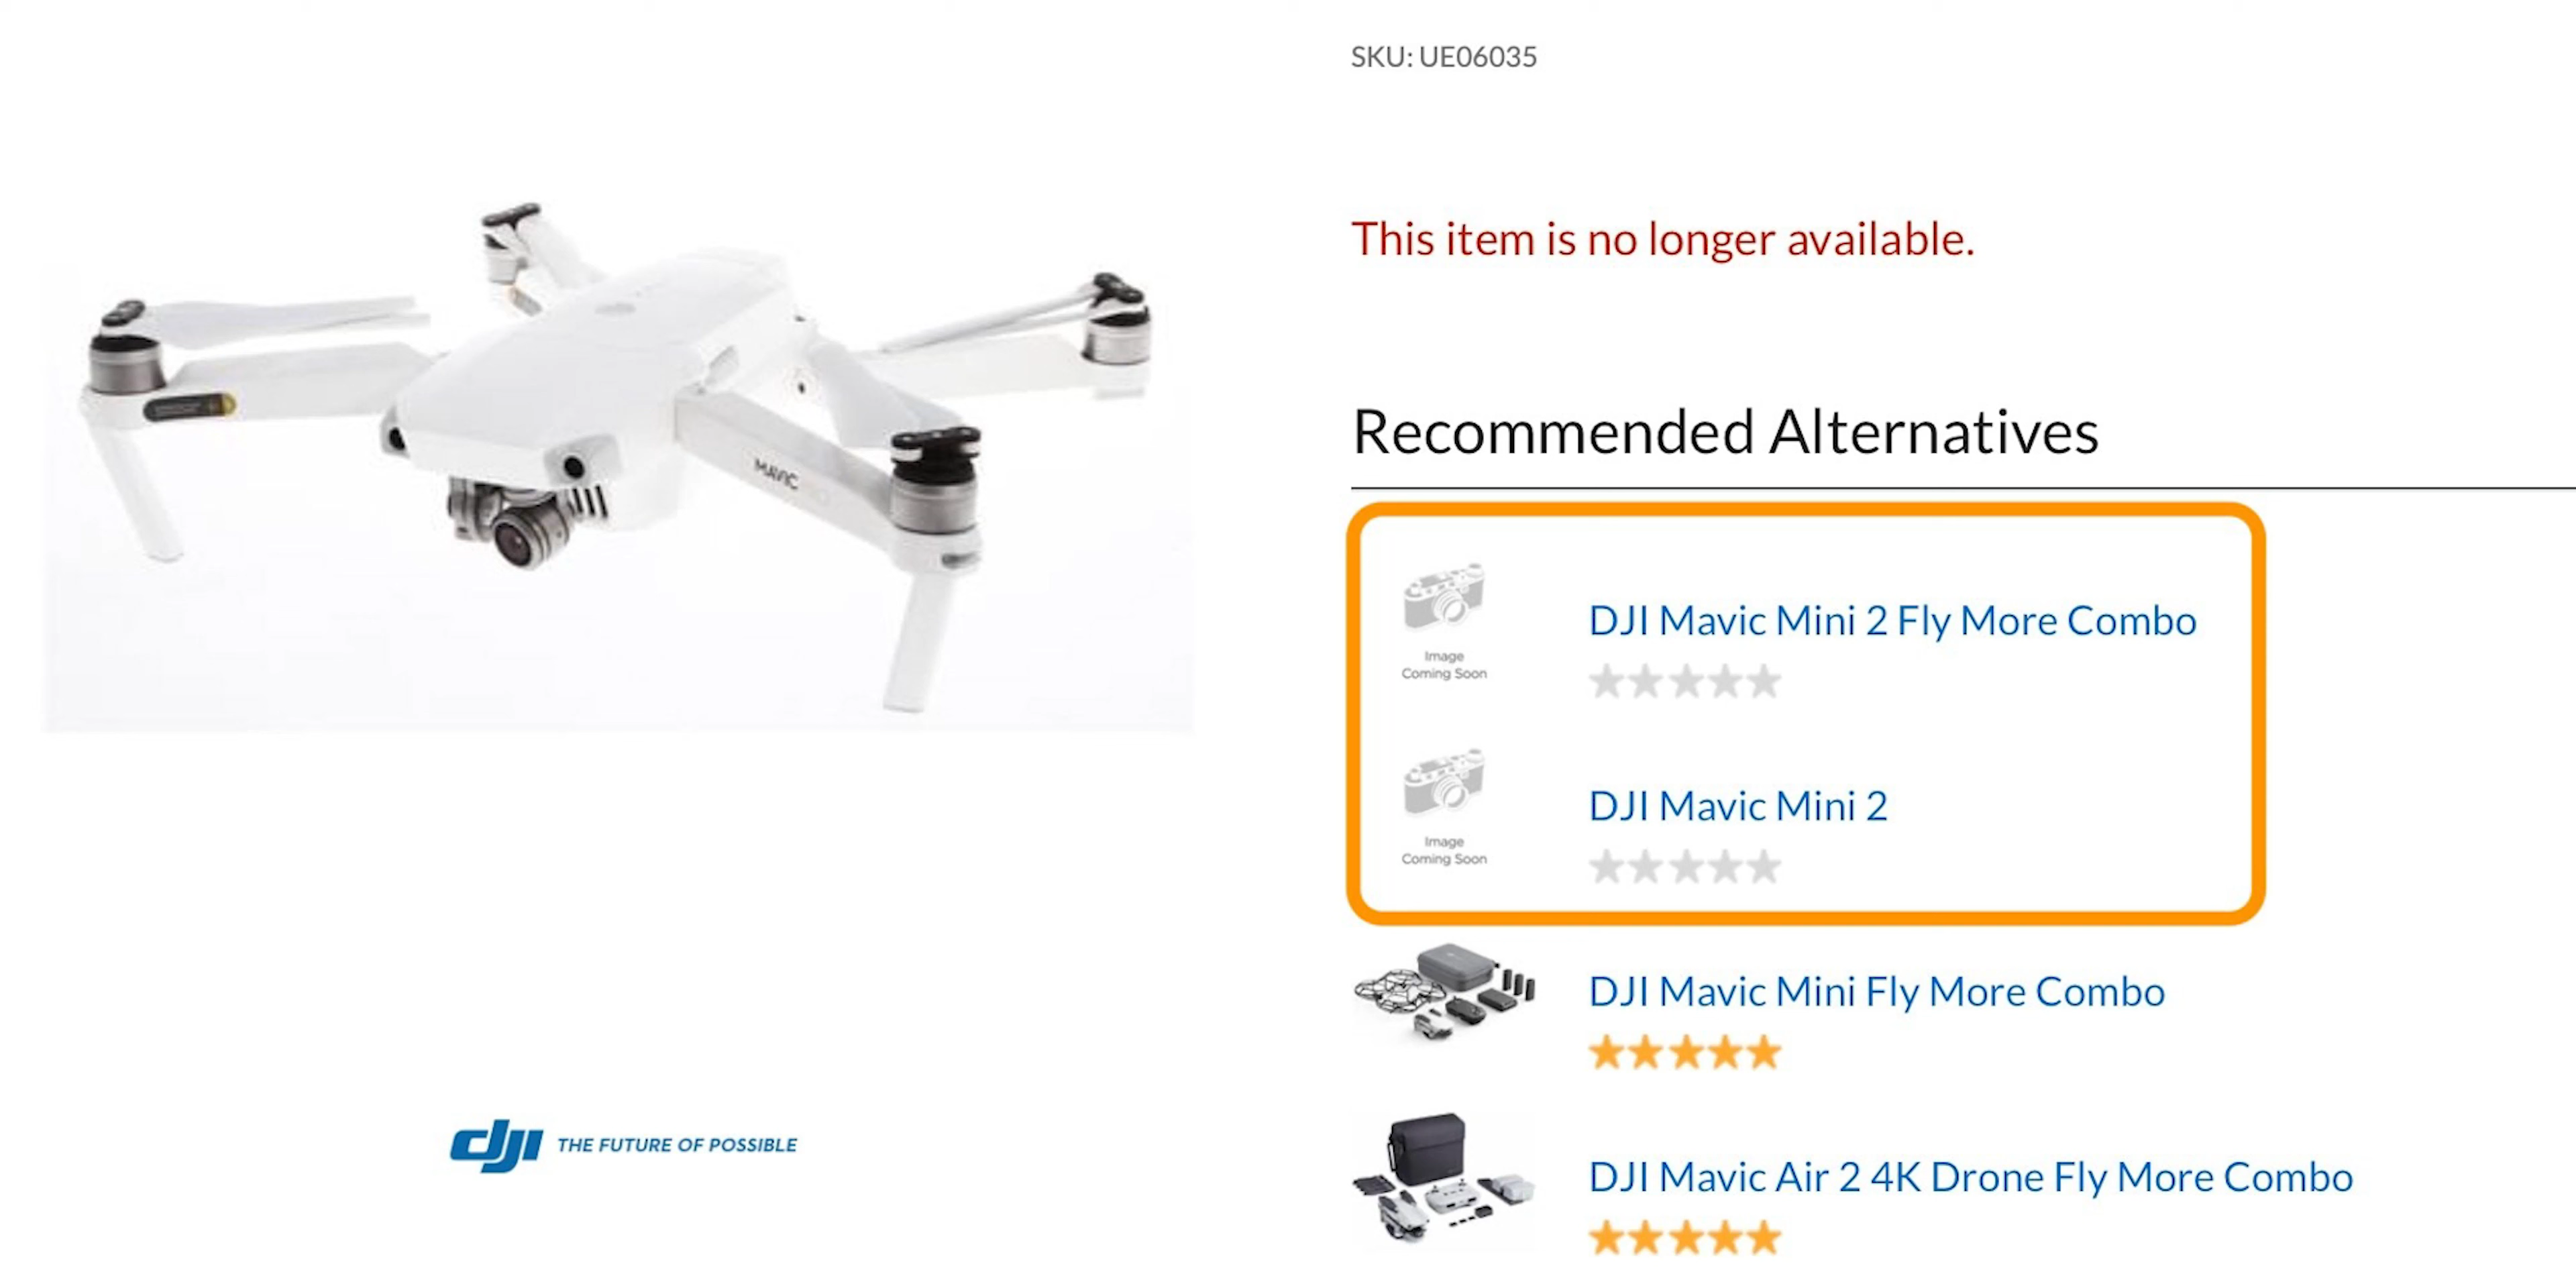 SKU: UE06035
This item is no longer available.
Recommended Alternatives
Image
Coming Soon
DJI Mavic Mini 2 Fly More Combo
Image
Coming Soon
DJI Mavic Mini 2
DJI Mavic Mini Fly More Combo
DJI Mavic Air 2 4K Drone Fly More Combo
MAVIC
dji THE FUTURE OF POSSIBLE